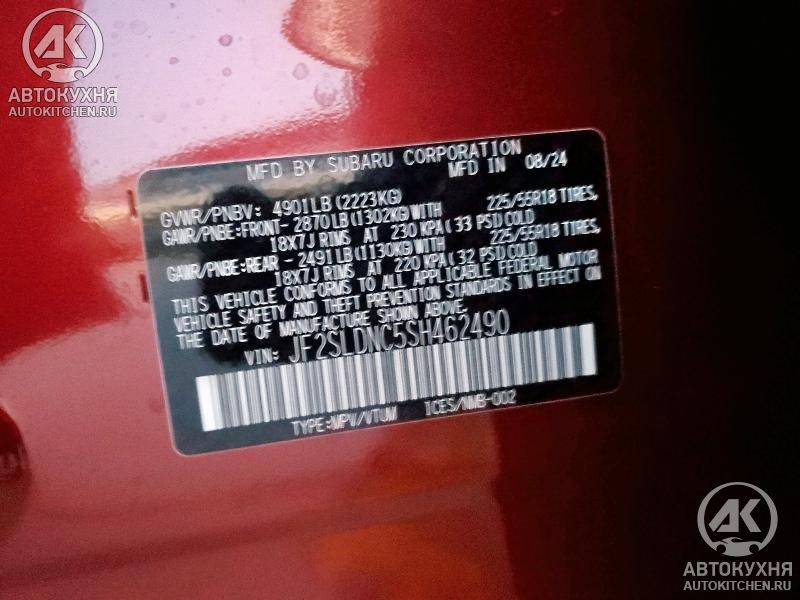 AK
АВТОКУХНЯ
AUTOKITCHEN.RU
MFD BY SUBARU CORPORATION
MFD IN 08/24
GVWR/PNBV: 4901LB(2223KG)
GAWR/PNBE:FRONT- 2870LB(1302KG)WITH 225/55R18 TIRES,
18X7J RIMS AT 230 KPA(33 PSI)COLD
GAWR/PNBE:REAR - 2491LB(1130KG)WITH 225/55R18 TIRES,
18X7J RIMS AT 220 KPA(32 PSI)COLD
THIS VEHICLE CONFORMS TO ALL APPLICABLE FEDERAL MOTOR
VEHICLE SAFETY AND THEFT PREVENTION STANDARDS IN EFFECT
ON THE DATE OF MANUFACTURE SHOWN ABOVE.
VIN: JF2SLDNC5SH462490
TYPE:MPV/VTUM ICES/NMB-002
AK
АВТОКУХНЯ
AUTOKITCHEN.RU